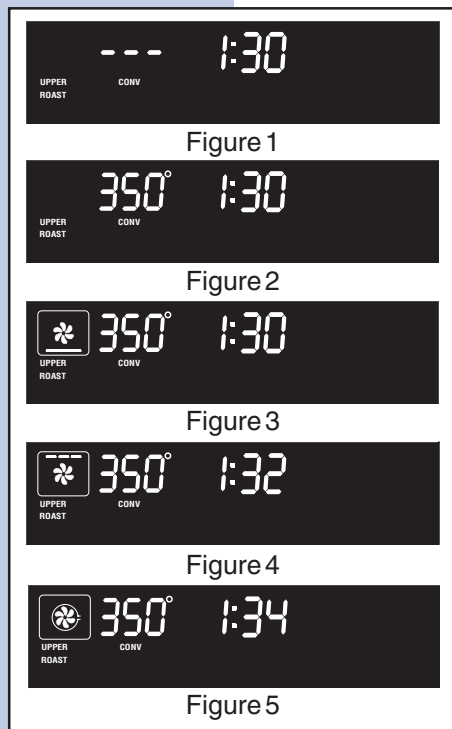 --- 1:30
UPPER CONV
ROAST
Figure 1
350° 1:30
UPPER CONV
ROAST
Figure 2
350° 1:30
UPPER CONV
ROAST
Figure 3
350° 1:32
UPPER CONV
ROAST
Figure 4
350° 1:34
UPPER CONV
ROAST
Figure 5